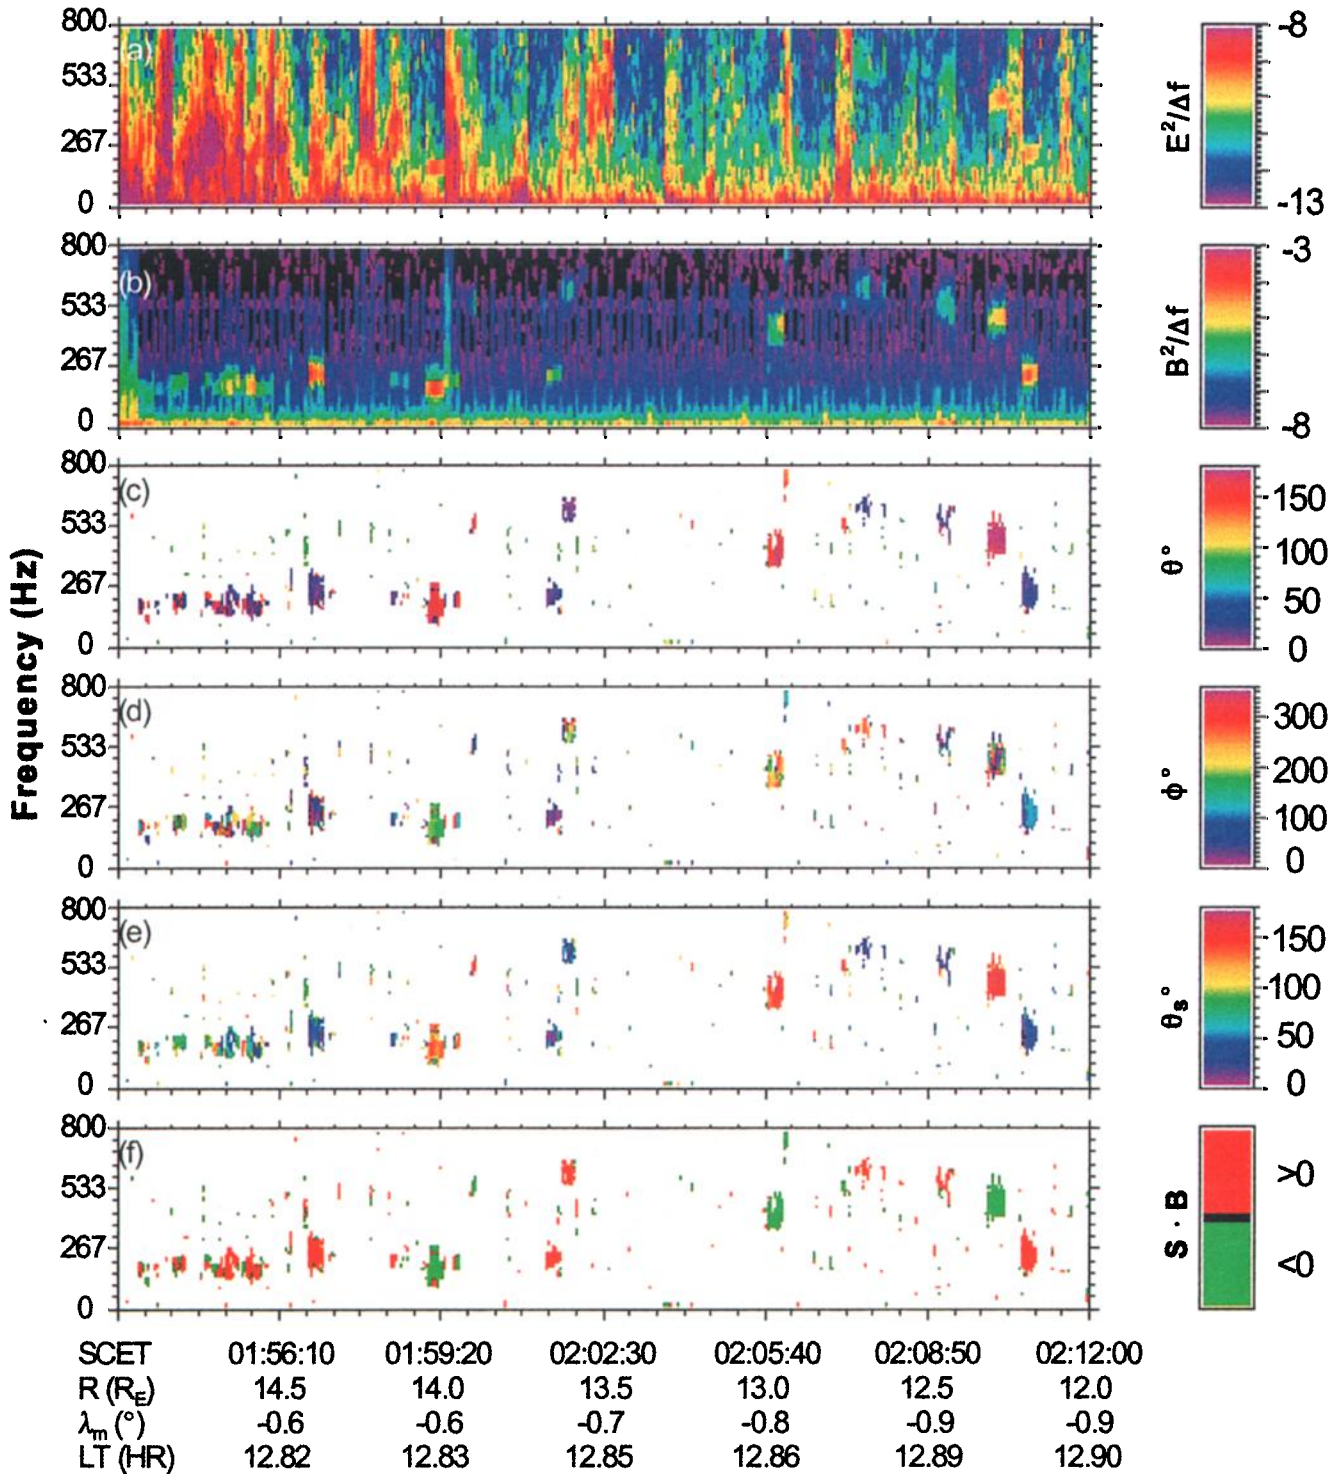 Frequency (Hz)
(a)
800
533
267
0
E²/Δf
-8
-13
(b)
800
533
267
0
B²/Δf
-3
-8
(c)
800
533
267
0
θ°
150
100
50
0
(d)
800
533
267
0
φ°
300
200
100
0
(e)
800
533
267
0
θs°
150
100
50
0
(f)
800
533
267
0
S · B
>0
<0
SCET 01:56:10 01:59:20 02:02:30 02:05:40 02:08:50 02:12:00
R (RE) 14.5 14.0 13.5 13.0 12.5 12.0
λm (°) -0.6 -0.6 -0.7 -0.8 -0.9 -0.9
LT (HR) 12.82 12.83 12.85 12.86 12.89 12.90